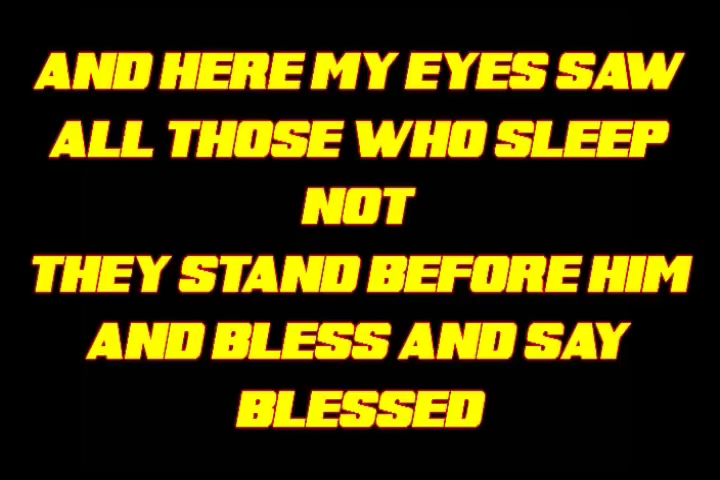 AND HERE MY EYES SAW
ALL THOSE WHO SLEEP
NOT
THEY STAND BEFORE HIM
AND BLESS AND SAY
BLESSED